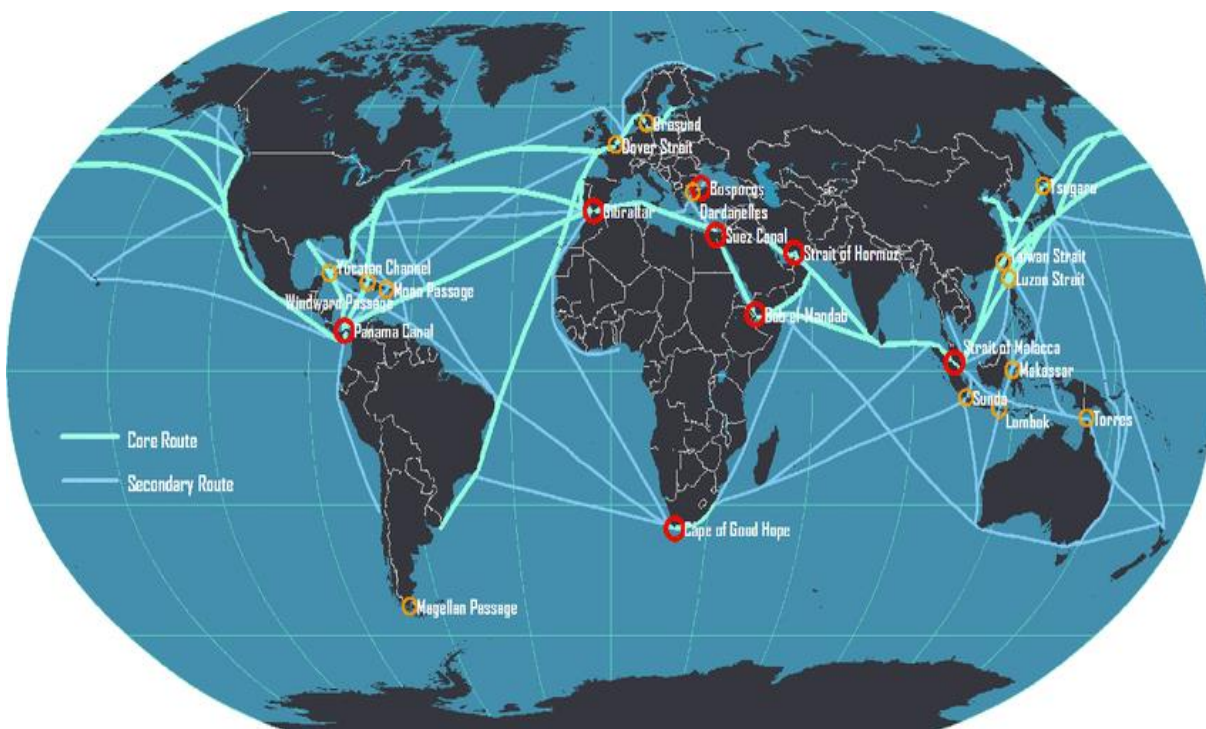 Orasund
Dover Strait
Bosporus
Tsugaru
Dardanelles
Gibraltar
Suez Canal
Strait of Hormuz
Taiwan Strait
Yucatan Channel
Luzon Strait
Mona Passage
Windward Passage
Bab el-Mandab
Panama Canal
Strait of Malacca
Makassar
Sunda
Lombok
Torres
Core Route
Secondary Route
Cape of Good Hope
Magellan Passage